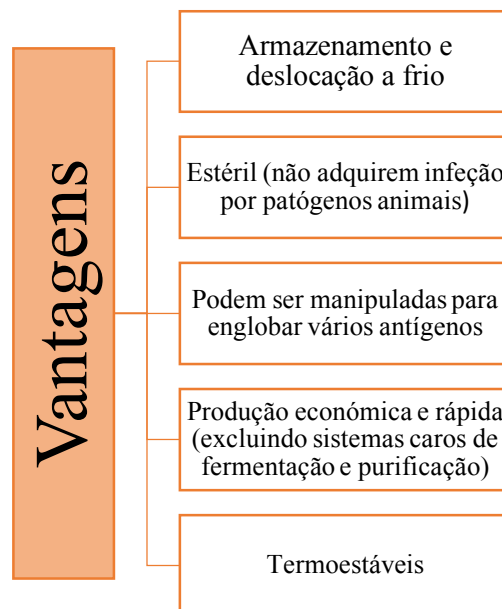 Vantagens
Armazenamento e
deslocação a frio
Estéril (não adquirem infeção
por patógenos animais)
Podem ser manipuladas para
englobar vários antígenos
Produção económica e rápida
(excluindo sistemas caros de
fermentação e purificação)
Termoestáveis